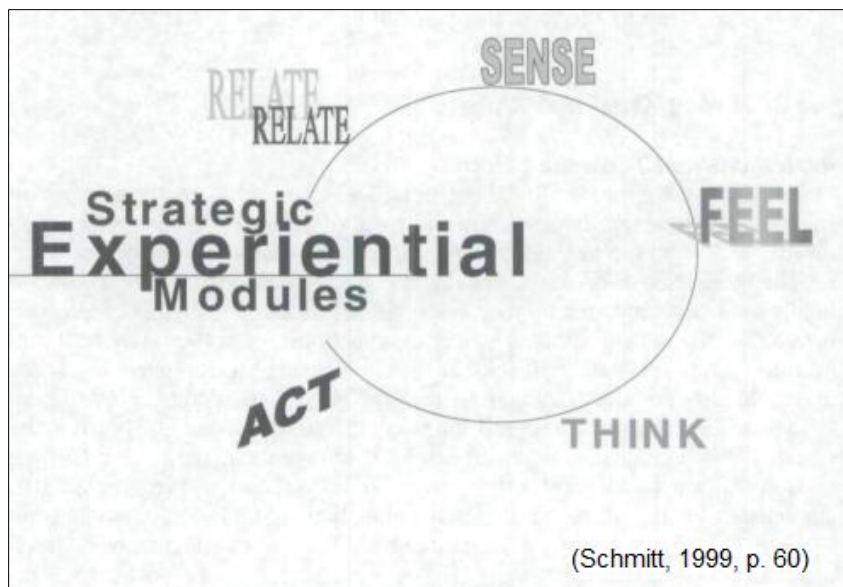 SENSE
RELATE
RELATE
FEEL
Strategic
Experiential
Modules
ACT
THINK
(Schmitt, 1999, p. 60)